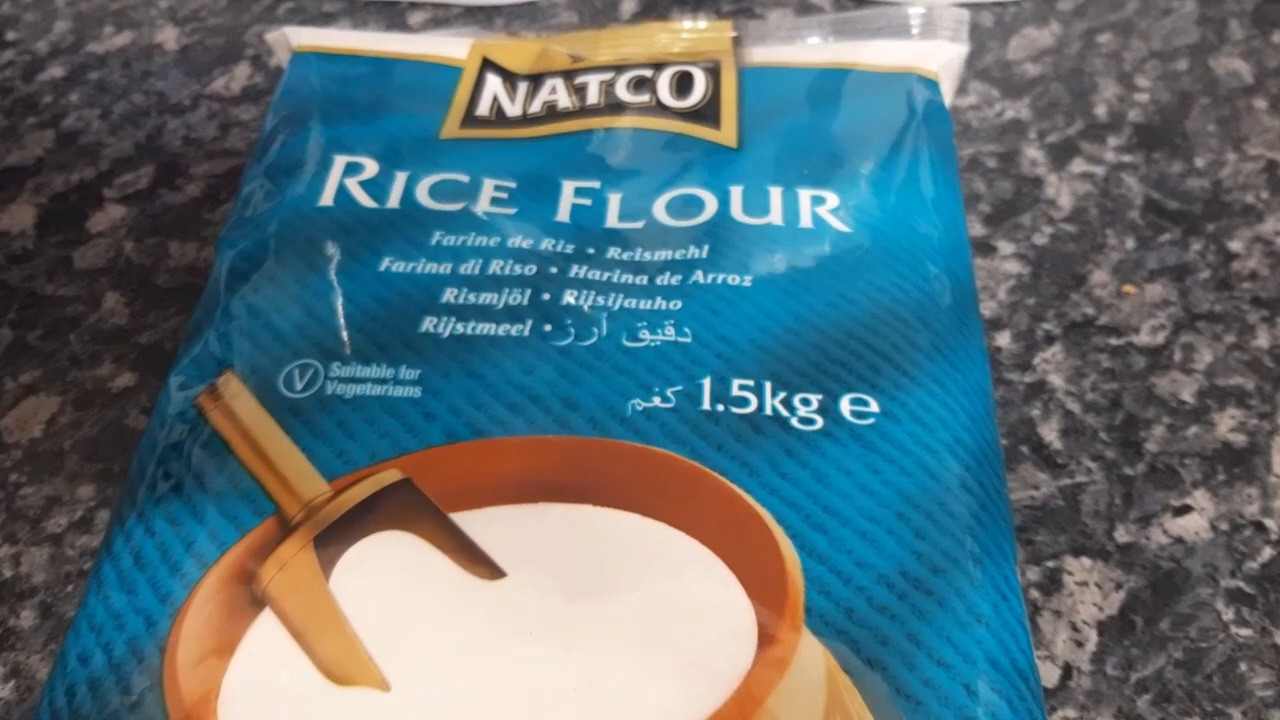 NATCO
RICE FLOUR
Farine de Riz • Reismehl
Farina di Riso • Harina de Arroz
Rismjöl • Riisijauho
Rijstmeel • دقيق أرز
V Suitable for
Vegetarians
1.5kg e كغم